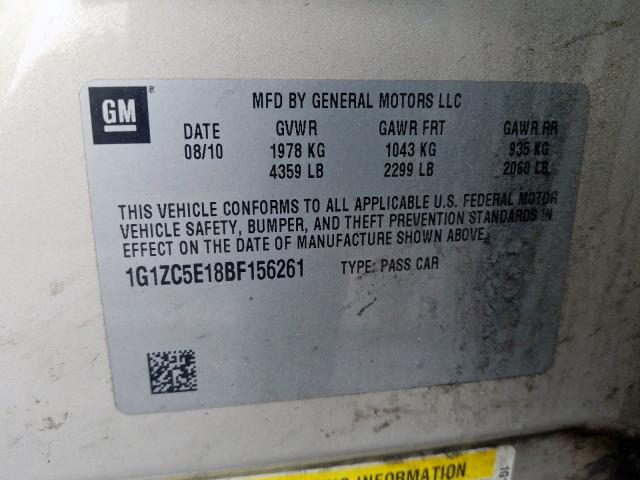 GM
MFD BY GENERAL MOTORS LLC
DATE GVWR GAWR FRT GAWR RR
08/10 1978 KG 1043 KG 935 KG
4359 LB 2299 LB 2060 LB
THIS VEHICLE CONFORMS TO ALL APPLICABLE U.S. FEDERAL MOTOR
VEHICLE SAFETY, BUMPER, AND THEFT PREVENTION STANDARDS IN
EFFECT ON THE DATE OF MANUFACTURE SHOWN ABOVE.
1G1ZC5E18BF156261 TYPE: PASS CAR
INFORMATION